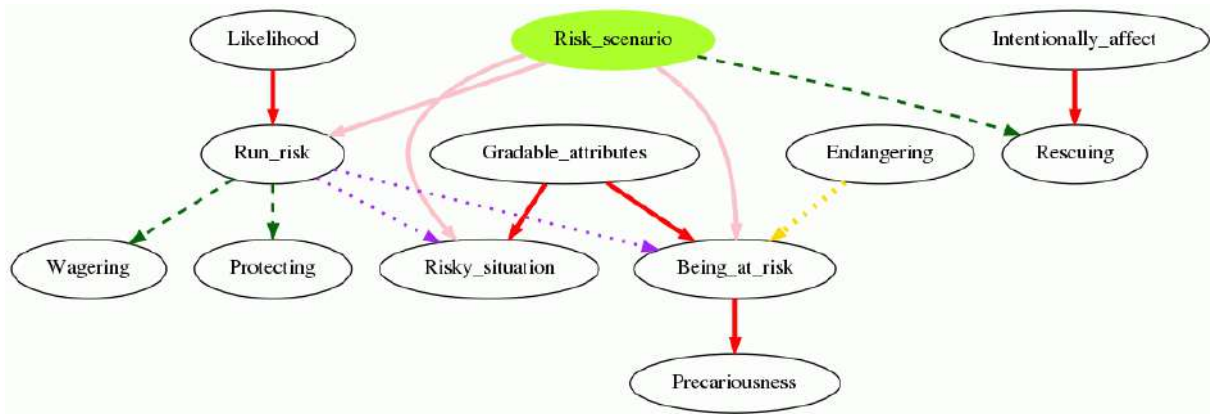 Likelihood
Risk_scenario
Intentionally_affect
Run_risk
Gradable_attributes
Endangering
Rescuing
Wagering
Protecting
Risky_situation
Being_at_risk
Precariousness